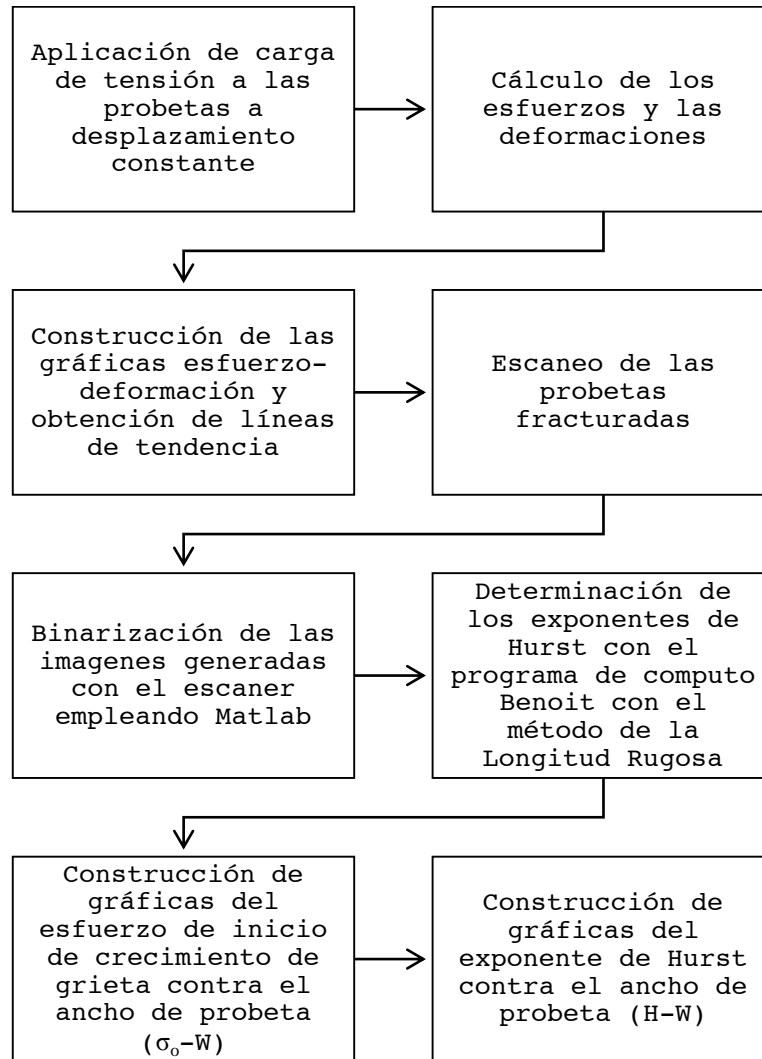 Aplicación de carga
de tensión a las
probetas a
desplazamiento
constante
Cálculo de los
esfuerzos y las
deformaciones
Construcción de las
gráficas esfuerzo-
deformación y
obtención de líneas
de tendencia
Escaneo de las
probetas
fracturadas
Binarización de las
imagenes generadas
con el escaner
empleando Matlab
Determinación de
los exponentes de
Hurst con el
programa de computo
Benoit con el
método de la
Longitud Rugosa
Construcción de
gráficas del
esfuerzo de inicio
de crecimiento de
grieta contra el
ancho de probeta
(σₒ-W)
Construcción de
gráficas del
exponente de Hurst
contra el ancho de
probeta (H-W)